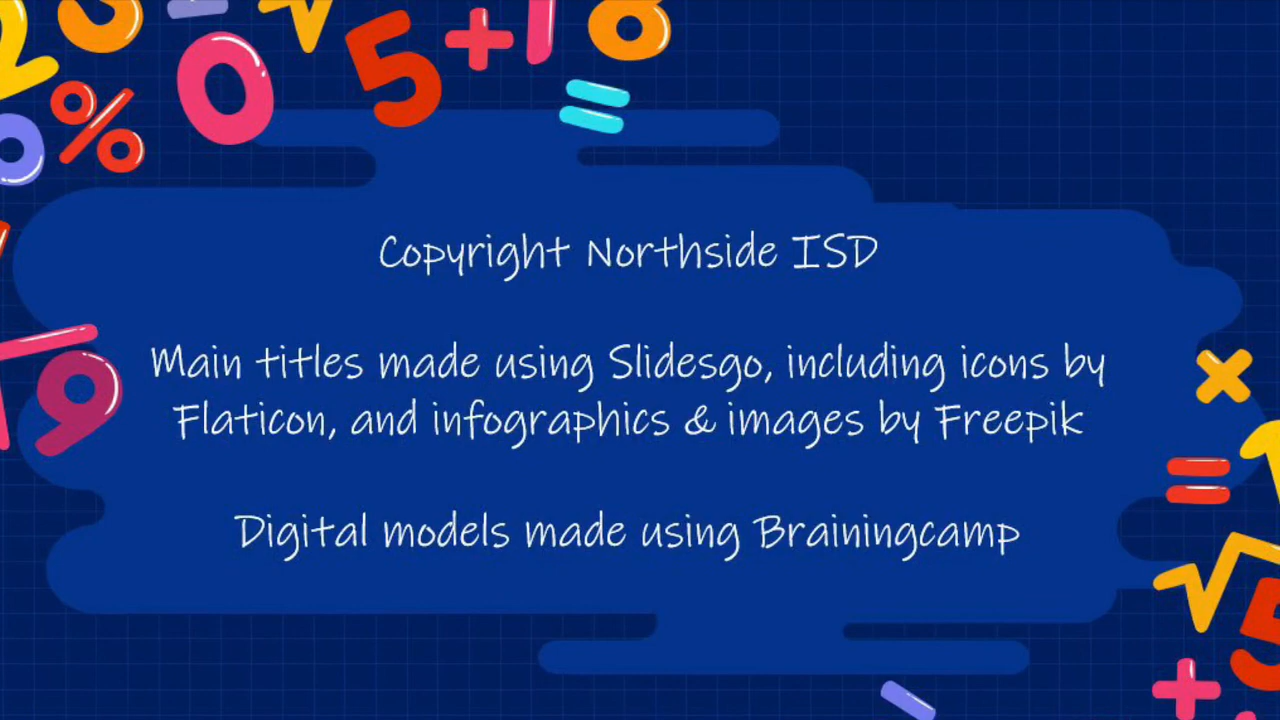 Copyright Northside ISD
Main titles made using Slidesgo, including icons by
Flaticon, and infographics & images by Freepik
Digital models made using Brainingcamp